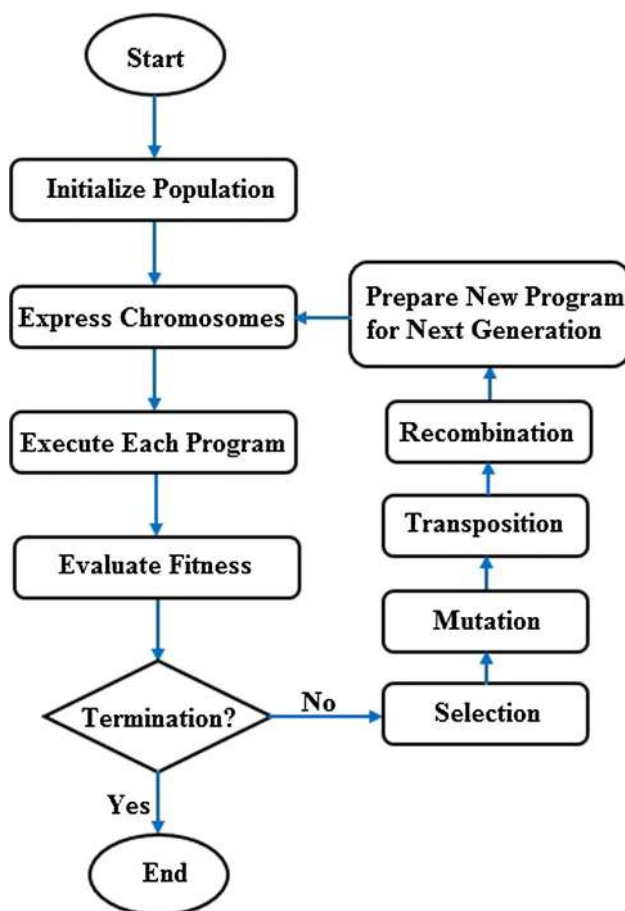 Start
Initialize Population
Express Chromosomes
Execute Each Program
Evaluate Fitness
Termination?
No
Yes
End
Selection
Mutation
Transposition
Recombination
Prepare New Program
for Next Generation